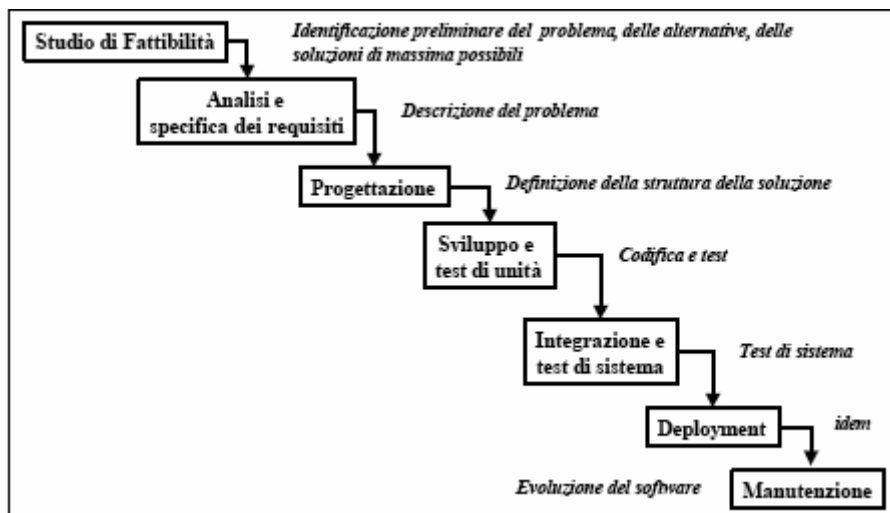 Studio di Fattibilità
Identificazione preliminare del problema, delle alternative, delle
soluzioni di massima possibili
Analisi e
specifica dei requisiti
Descrizione del problema
Progettazione
Definizione della struttura della soluzione
Sviluppo e
test di unità
Codifica e test
Integrazione e
test di sistema
Test di sistema
Deployment
idem
Evoluzione del software
Manutenzione